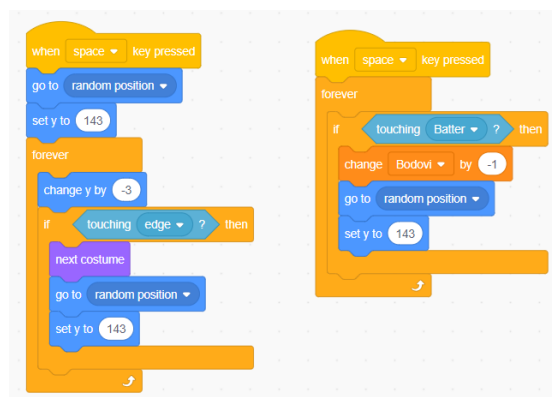 when space key pressed
go to random position
set y to 143
forever
change y by -3
if touching edge ? then
next costume
go to random position
set y to 143
when space key pressed
forever
if touching Batter ? then
change Bodovi by -1
go to random position
set y to 143